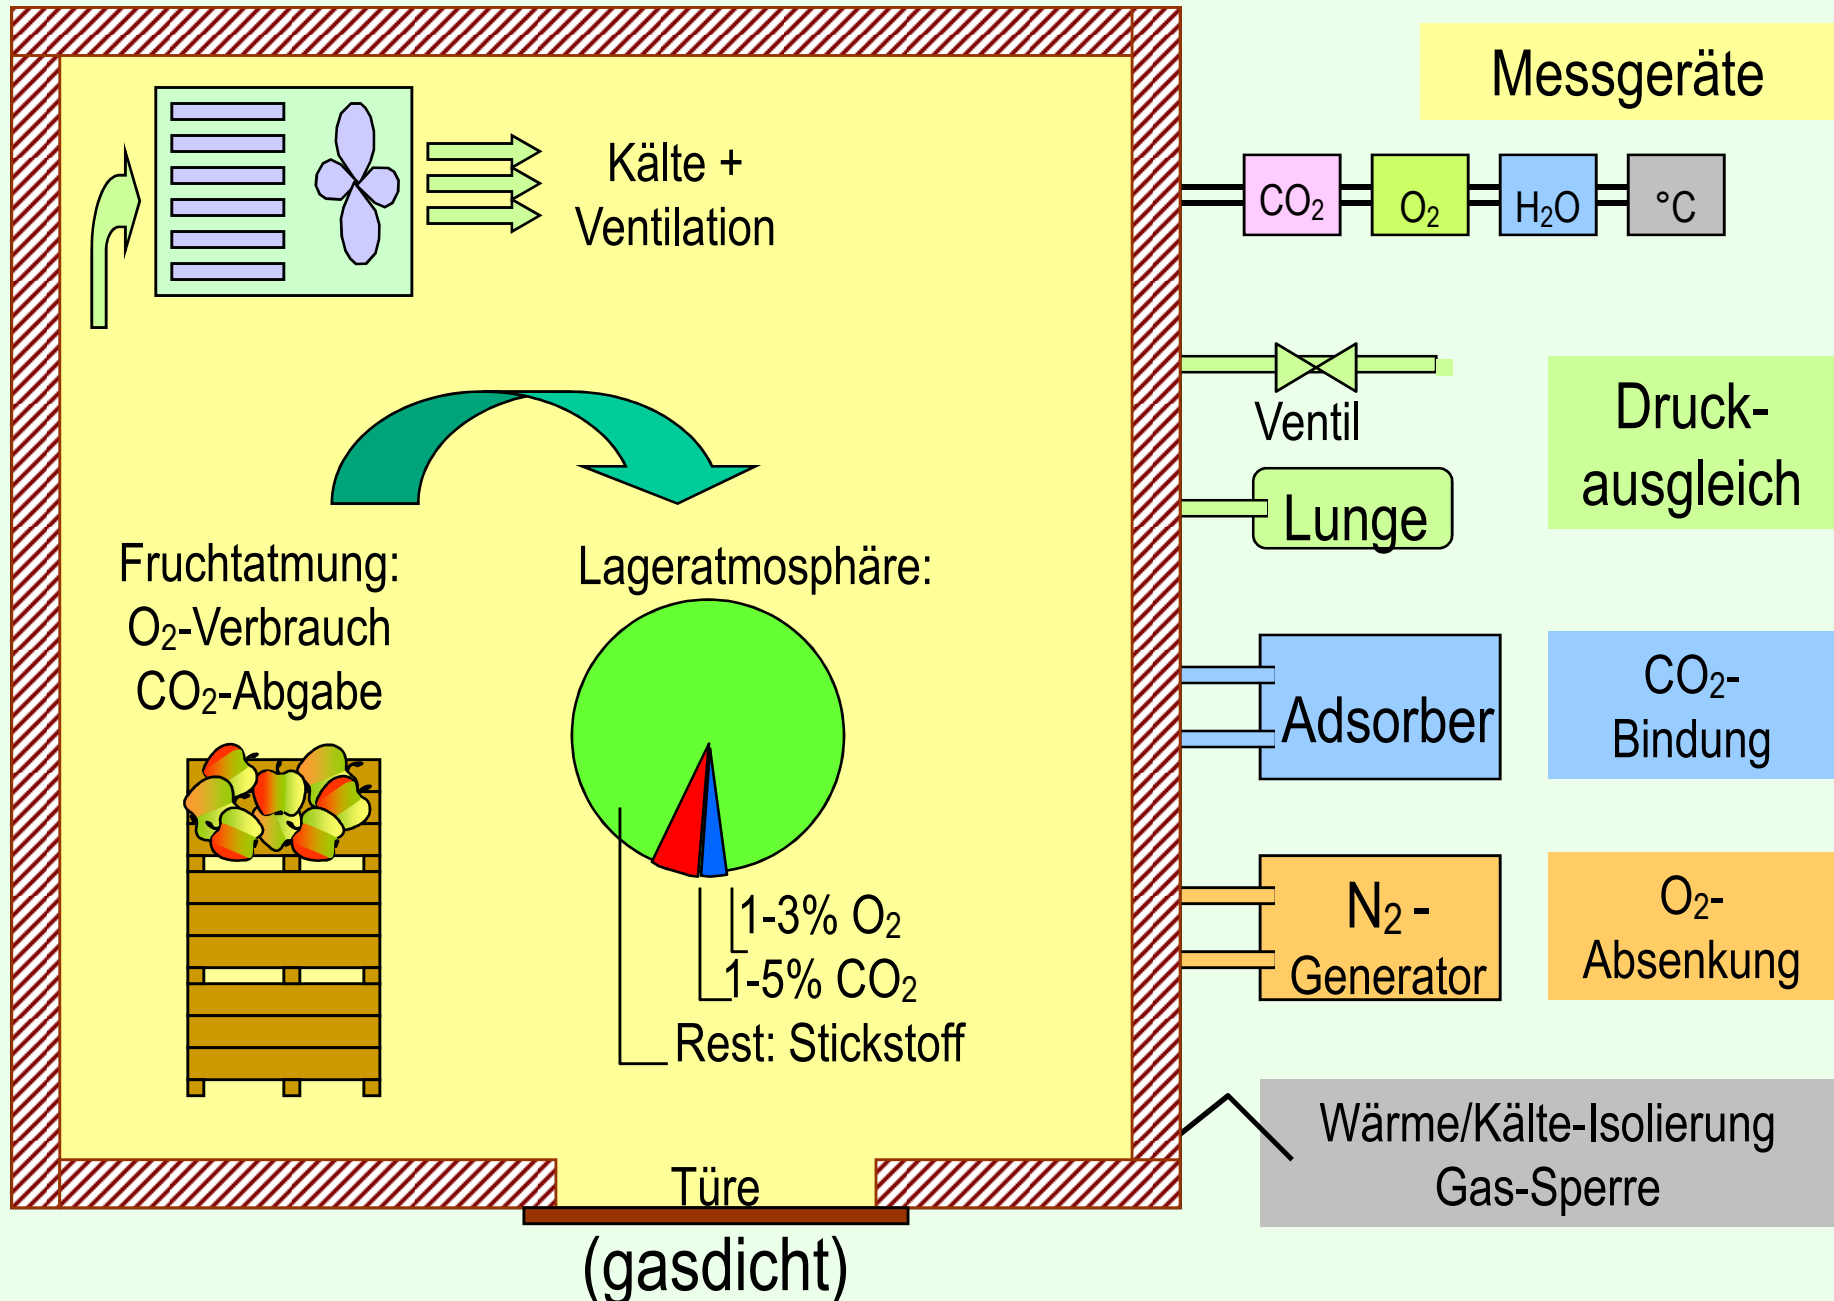 Messgeräte
Kälte +
Ventilation
CO₂ O₂ H₂O °C
Ventil
Druck-
ausgleich
Lunge
Fruchtatmung:
O₂-Verbrauch
CO₂-Abgabe
Lageratmosphäre:
1-3% O₂
1-5% CO₂
Rest: Stickstoff
Adsorber
CO₂-
Bindung
N₂ -
Generator
O₂-
Absenkung
Wärme/Kälte-Isolierung
Gas-Sperre
Türe
(gasdicht)